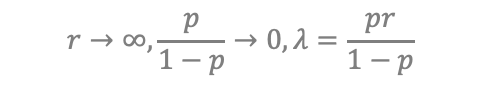 r → ∞, p/(1 − p) → 0, λ = pr/(1 − p)